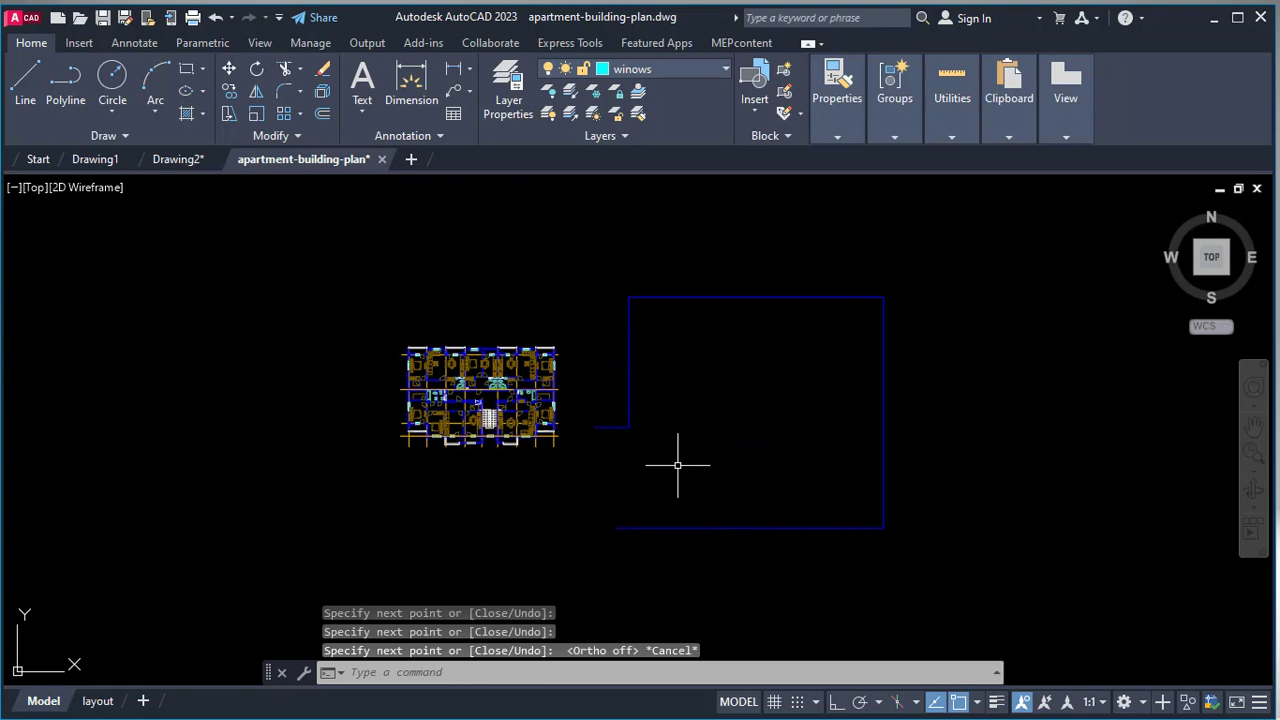 A CAD Share Autodesk AutoCAD 2023 apartment-building-plan.dwg Type a keyword or phrase Sign In ?
Home Insert Annotate Parametric View Manage Output Add-ins Collaborate Express Tools Featured Apps MEPcontent
winows
Line Polyline Circle Arc A Text Dimension Layer Properties Insert Properties Groups Utilities Clipboard View
Draw Modify Annotation Layers Block
Start Drawing1 Drawing2* apartment-building-plan*
[−][Top][2D Wireframe]
N
W TOP E
S
WCS
Specify next point or [Close/Undo]:
Specify next point or [Close/Undo]:
Specify next point or [Close/Undo]: <Ortho off> *Cancel*
Y
X
Type a command
Model layout MODEL 1:1